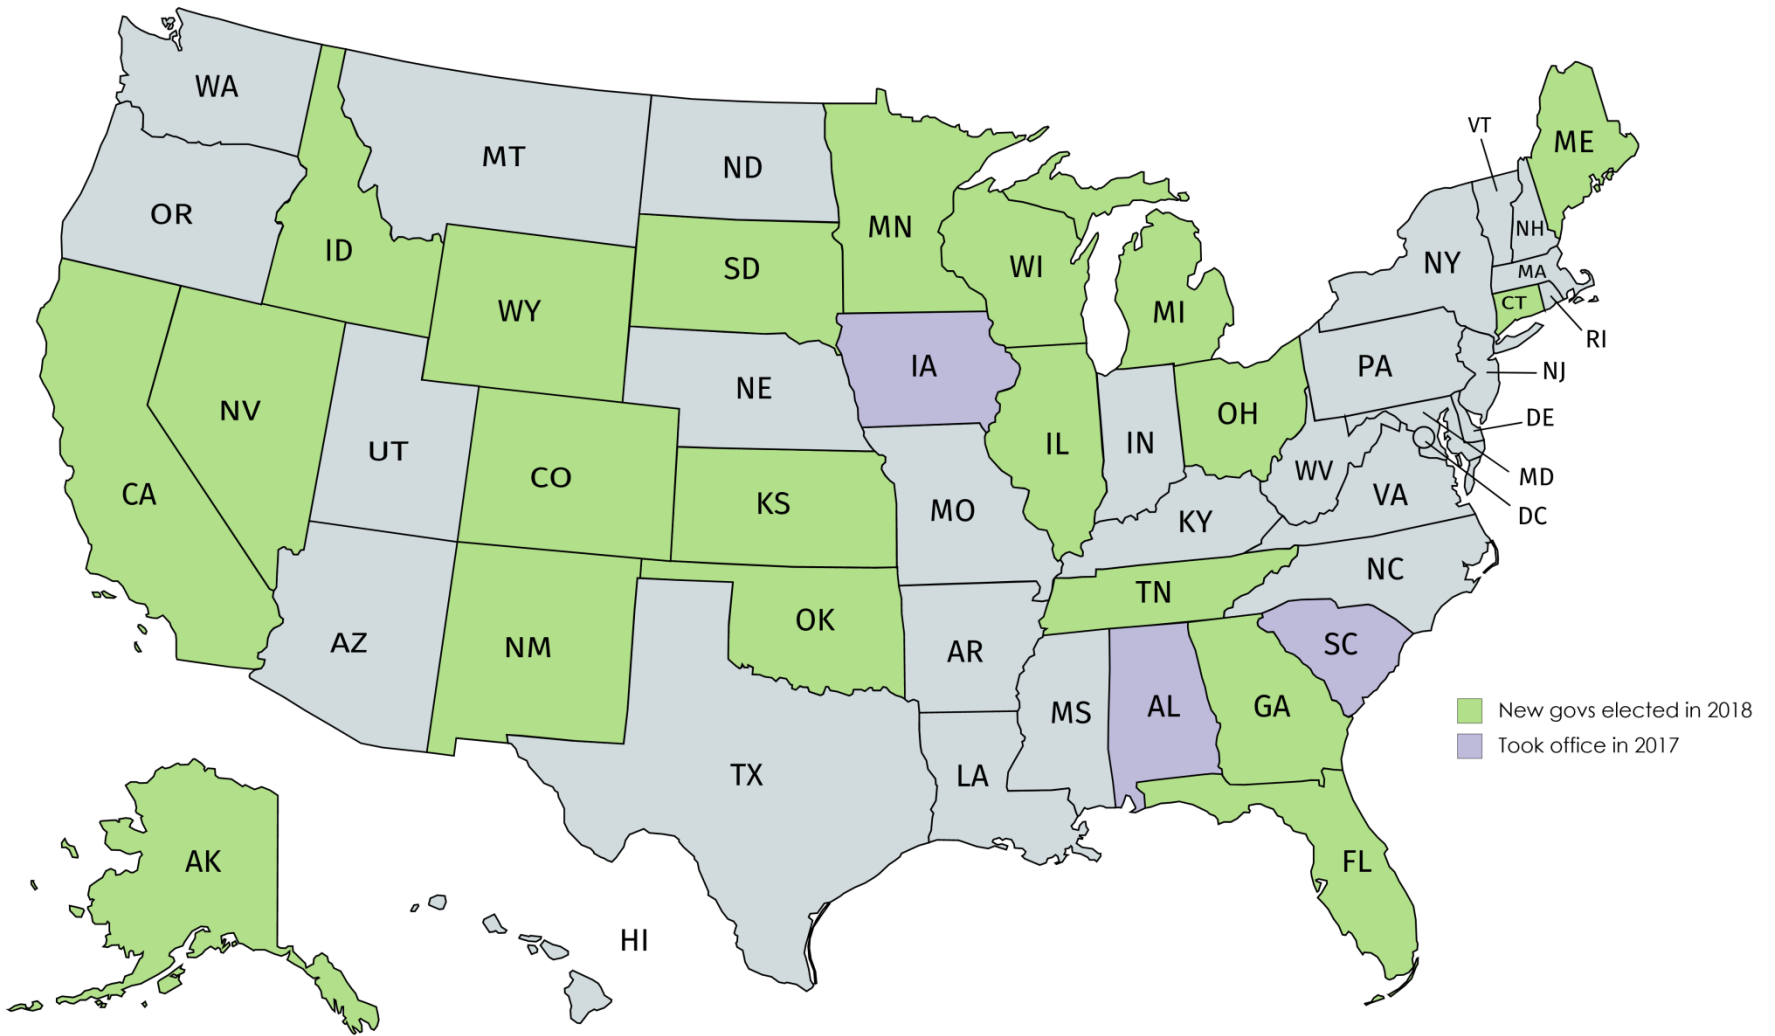 WA
MT
ND
MN
VT
ME
OR
ID
SD
WI
MI
NY
NH
MA
CT
RI
WY
IA
PA
NJ
NE
NV
UT
CO
IL
IN
OH
DE
CA
KS
MO
WV
VA
MD
KY
DC
NC
TN
OK
AZ
NM
AR
SC
MS
AL
GA
New govs elected in 2018
Took office in 2017
TX
LA
AK
FL
HI